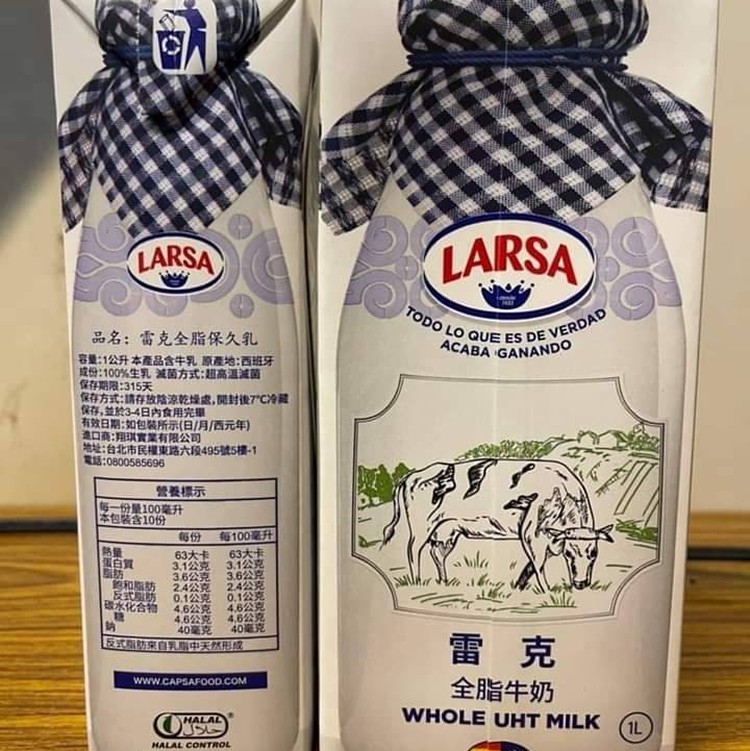 LARSA
品名：雷克全脂保久乳
容量:1公升 本產品含牛乳 原產地:西班牙
成份:100%生乳 滅菌方式:超高溫滅菌
保存期限:315天
保存方式:請存放陰涼乾燥處,開封後7℃冷藏
保存,並於3-4日內食用完畢
有效日期:如包裝所示(日/月/西元年)
進口商:翔琪實業有限公司
地址:台北市民權東路六段495號5樓-1
電話:0800585696
營養標示
每一份量100毫升
本包裝含10份
每份 每100毫升
熱量 63大卡 63大卡
蛋白質 3.1公克 3.1公克
脂肪 3.6公克 3.6公克
飽和脂肪 2.4公克 2.4公克
反式脂肪 0.1公克 0.1公克
碳水化合物 4.6公克 4.6公克
糖 4.6公克 4.6公克
鈉 40毫克 40毫克
反式脂肪來自乳脂中天然形成
WWW.CAPSAFOOD.COM
HALAL
حلال
HALAL CONTROL
LARSA
desde
1933
TODO LO QUE ES DE VERDAD
ACABA GANANDO
雷克
全脂牛奶
WHOLE UHT MILK
1L